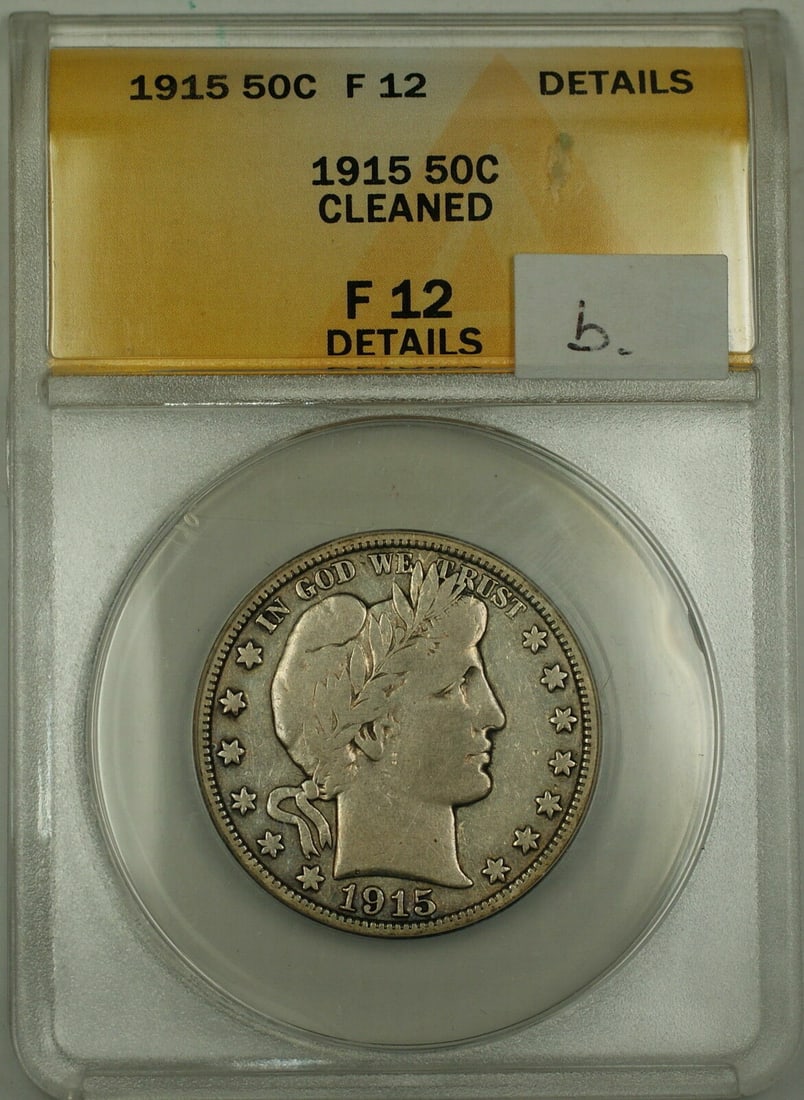 1915 50C F 12 DETAILS
1915 50C
CLEANED
F 12
DETAILS
b.
IN GOD WE TRUST
1915